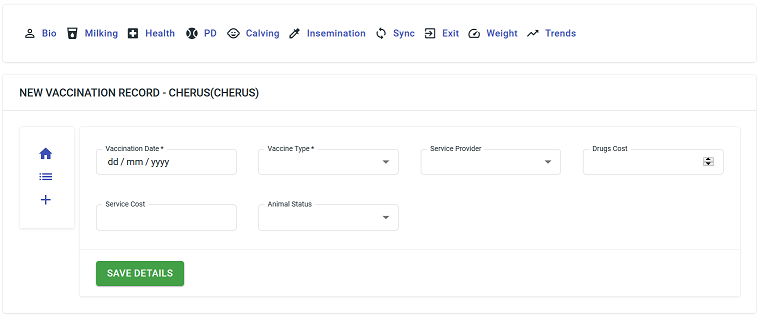 Bio Milking Health PD Calving Insemination Sync Exit Weight Trends
NEW VACCINATION RECORD - CHERUS(CHERUS)
Vaccination Date * Vaccine Type * Service Provider Drugs Cost
dd / mm / yyyy
Service Cost Animal Status
SAVE DETAILS